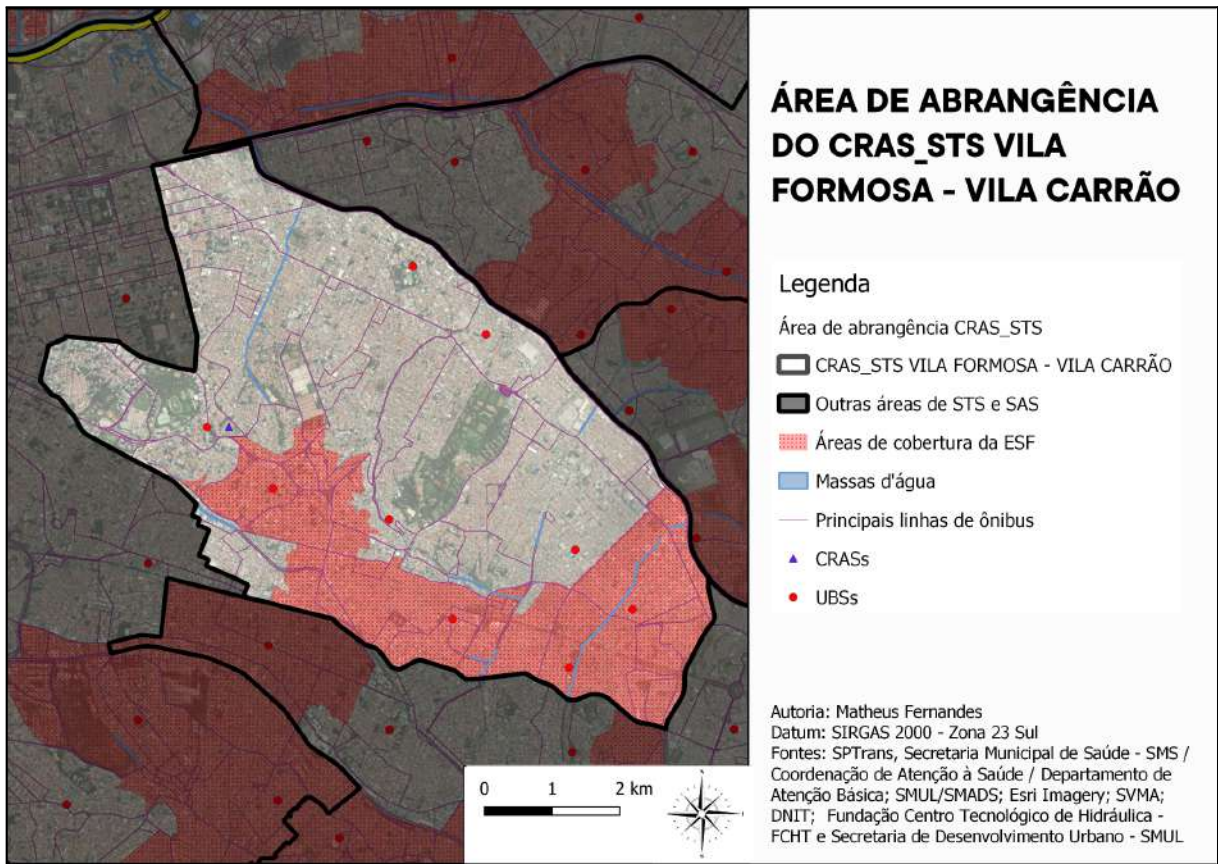 ÁREA DE ABRANGÊNCIA
DO CRAS_STS VILA
FORMOSA - VILA CARRÃO
Legenda
Área de abrangência CRAS_STS
CRAS_STS VILA FORMOSA - VILA CARRÃO
Outras áreas de STS e SAS
Áreas de cobertura da ESF
Massas d'água
Principais linhas de ônibus
CRASs
UBSs
Autoria: Matheus Fernandes
Datum: SIRGAS 2000 - Zona 23 Sul
Fontes: SPTrans, Secretaria Municipal de Saúde - SMS /
Coordenação de Atenção à Saúde / Departamento de
Atenção Básica; SMUL/SMADS; Esri Imagery; SVMA;
DNIT; Fundação Centro Tecnológico de Hidráulica -
FCHT e Secretaria de Desenvolvimento Urbano - SMUL
0 1 2 km